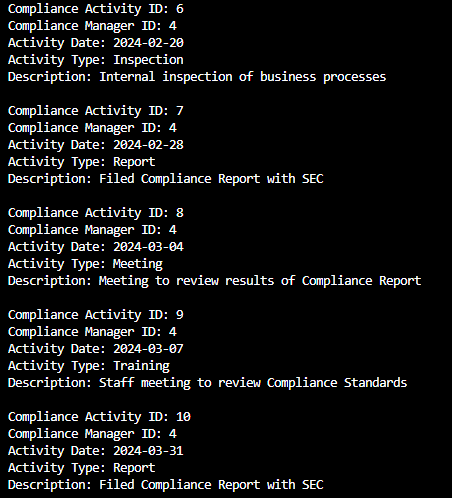 Compliance Activity ID: 6
Compliance Manager ID: 4
Activity Date: 2024-02-20
Activity Type: Inspection
Description: Internal inspection of business processes
Compliance Activity ID: 7
Compliance Manager ID: 4
Activity Date: 2024-02-28
Activity Type: Report
Description: Filed Compliance Report with SEC
Compliance Activity ID: 8
Compliance Manager ID: 4
Activity Date: 2024-03-04
Activity Type: Meeting
Description: Meeting to review results of Compliance Report
Compliance Activity ID: 9
Compliance Manager ID: 4
Activity Date: 2024-03-07
Activity Type: Training
Description: Staff meeting to review Compliance Standards
Compliance Activity ID: 10
Compliance Manager ID: 4
Activity Date: 2024-03-31
Activity Type: Report
Description: Filed Compliance Report with SEC